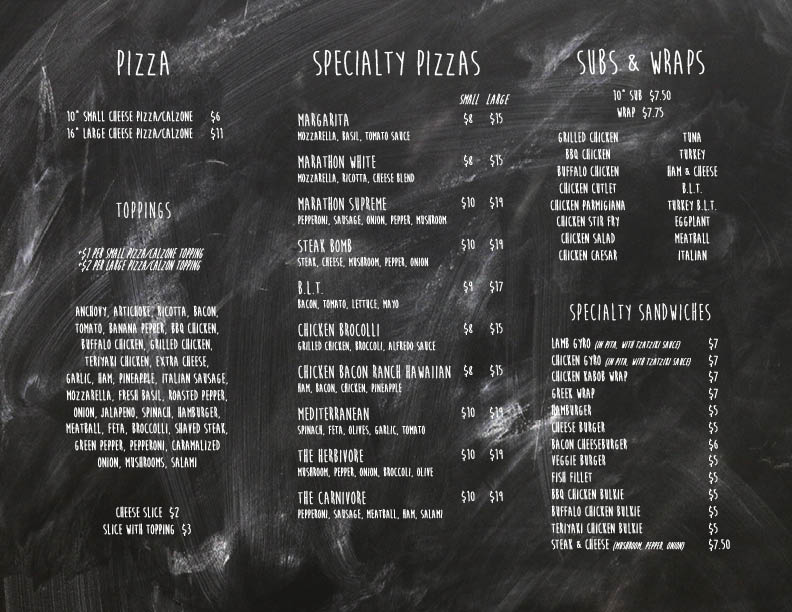 PIZZA
10" SMALL CHEESE PIZZA/CALZONE $6
16" LARGE CHEESE PIZZA/CALZONE $11
TOPPINGS
+$1 PER SMALL PIZZA/CALZONE TOPPING
+$2 PER LARGE PIZZA/CALZON TOPPING
ANCHOVY, ARTICHOKE, RICOTTA, BACON,
TOMATO, BANANA PEPPER, BBQ CHICKEN,
BUFFALO CHICKEN, GRILLED CHICKEN,
TERIYAKI CHICKEN, EXTRA CHEESE,
GARLIC, HAM, PINEAPPLE, ITALIAN SAUSAGE,
MOZZARELLA, FRESH BASIL, ROASTED PEPPER,
ONION, JALAPENO, SPINACH, HAMBURGER,
MEATBALL, FETA, BROCCOLLI, SHAVED STEAK,
GREEN PEPPER, PEPPERONI, CARAMALIZED
ONION, MUSHROOMS, SALAMI
CHEESE SLICE $2
SLICE WITH TOPPING $3
SPECIALTY PIZZAS
SMALL LARGE
MARGARITA $8 $15
MOZZARELLA, BASIL, TOMATO SAUCE
MARATHON WHITE $8 $15
MOZZARELLA, RICOTTA, CHEESE BLEND
MARATHON SUPREME $10 $19
PEPPERONI, SAUSAGE, ONION, PEPPER, MUSHROOM
STEAK BOMB $10 $19
STEAK, CHEESE, MUSHROOM, PEPPER, ONION
B.L.T. $9 $17
BACON, TOMATO, LETTUCE, MAYO
CHICKEN BROCOLLI $8 $15
GRILLED CHICKEN, BROCCOLI, ALFREDO SAUCE
CHICKEN BACON RANCH HAWAIIAN $8 $15
HAM, BACON, CHICKEN, PINEAPPLE
MEDITERRANEAN $10 $19
SPINACH, FETA, OLIVES, GARLIC, TOMATO
THE HERBIVORE $10 $19
MUSHROOM, PEPPER, ONION, BROCCOLI, OLIVE
THE CARNIVORE $10 $19
PEPPERONI, SAUSAGE, MEATBALL, HAM, SALAMI
SUBS & WRAPS
10" SUB $7.50
WRAP $7.75
GRILLED CHICKEN TUNA
BBQ CHICKEN TURKEY
BUFFALO CHICKEN HAM & CHEESE
CHICKEN CUTLET B.L.T.
CHICKEN PARMIGIANA TURKEY B.L.T.
CHICKEN STIR FRY EGGPLANT
CHICKEN SALAD MEATBALL
CHICKEN CAESAR ITALIAN
SPECIALTY SANDWICHES
LAMB GYRO (IN PITA, WITH TZATZIKI SAUCE) $7
CHICKEN GYRO (IN PITA, WITH TZATZIKI SAUCE) $7
CHICKEN KABOB WRAP $7
GREEK WRAP $7
HAMBURGER $5
CHEESE BURGER $5
BACON CHEESEBURGER $6
VEGGIE BURGER $5
FISH FILLET $5
BBQ CHICKEN BULKIE $5
BUFFALO CHICKEN BULKIE $5
TERIYAKI CHICKEN BULKIE $5
STEAK & CHEESE (MUSHROOM, PEPPER, ONION) $7.50